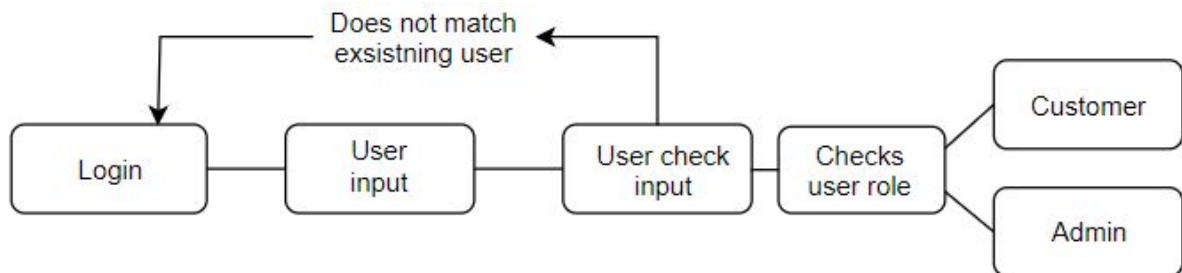 Does not match
exsistning user
Login
User
input
User check
input
Checks
user role
Customer
Admin